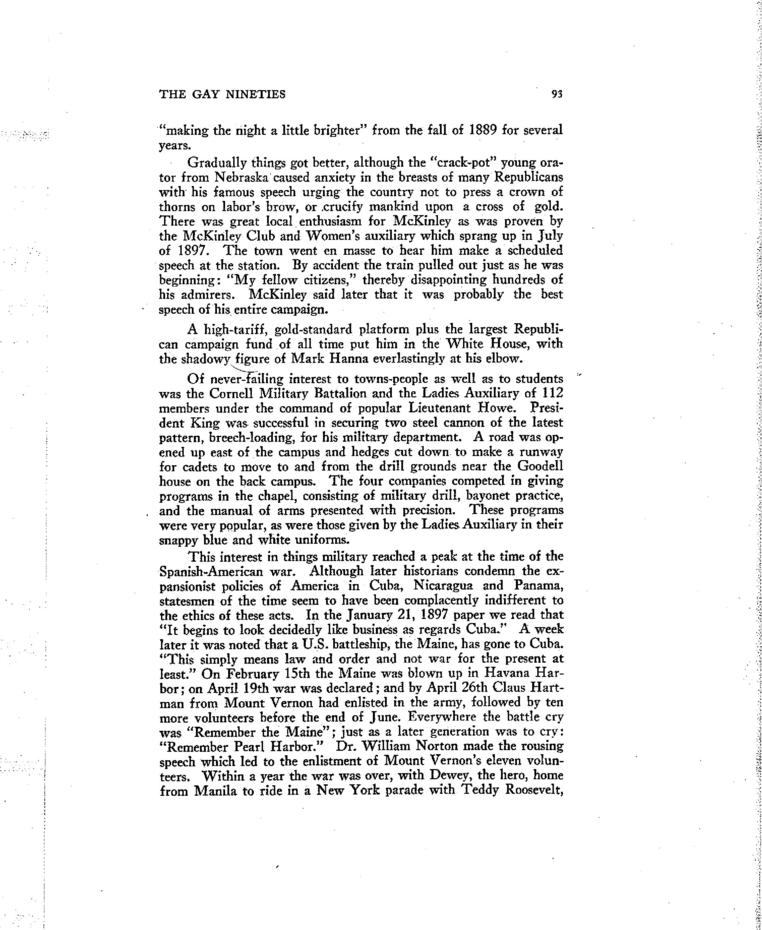 THE GAY NINETIES 93
"making the night a little brighter" from the fall of 1889 for several
years.
Gradually things got better, although the "crack-pot" young ora-
tor from Nebraska caused anxiety in the breasts of many Republicans
with his famous speech urging the country not to press a crown of
thorns on labor's brow, or crucify mankind upon a cross of gold.
There was great local enthusiasm for McKinley as was proven by
the McKinley Club and Women's auxiliary which sprang up in July
of 1897. The town went en masse to hear him make a scheduled
speech at the station. By accident the train pulled out just as he was
beginning: "My fellow citizens," thereby disappointing hundreds of
his admirers. McKinley said later that it was probably the best
speech of his entire campaign.
A high-tariff, gold-standard platform plus the largest Republi-
can campaign fund of all time put him in the White House, with
the shadowy figure of Mark Hanna everlastingly at his elbow.
Of never-failing interest to towns-people as well as to students
was the Cornell Military Battalion and the Ladies Auxiliary of 112
members under the command of popular Lieutenant Howe. Presi-
dent King was successful in securing two steel cannon of the latest
pattern, breech-loading, for his military department. A road was op-
ened up east of the campus and hedges cut down to make a runway
for cadets to move to and from the drill grounds near the Goodell
house on the back campus. The four companies competed in giving
programs in the chapel, consisting of military drill, bayonet practice,
and the manual of arms presented with precision. These programs
were very popular, as were those given by the Ladies Auxiliary in their
snappy blue and white uniforms.
This interest in things military reached a peak at the time of the
Spanish-American war. Although later historians condemn the ex-
pansionist policies of America in Cuba, Nicaragua and Panama,
statesmen of the time seem to have been complacently indifferent to
the ethics of these acts. In the January 21, 1897 paper we read that
"It begins to look decidedly like business as regards Cuba." A week
later it was noted that a U.S. battleship, the Maine, has gone to Cuba.
"This simply means law and order and not war for the present at
least." On February 15th the Maine was blown up in Havana Har-
bor; on April 19th war was declared; and by April 26th Claus Hart-
man from Mount Vernon had enlisted in the army, followed by ten
more volunteers before the end of June. Everywhere the battle cry
was "Remember the Maine"; just as a later generation was to cry:
"Remember Pearl Harbor." Dr. William Norton made the rousing
speech which led to the enlistment of Mount Vernon's eleven volun-
teers. Within a year the war was over, with Dewey, the hero, home
from Manila to ride in a New York parade with Teddy Roosevelt,